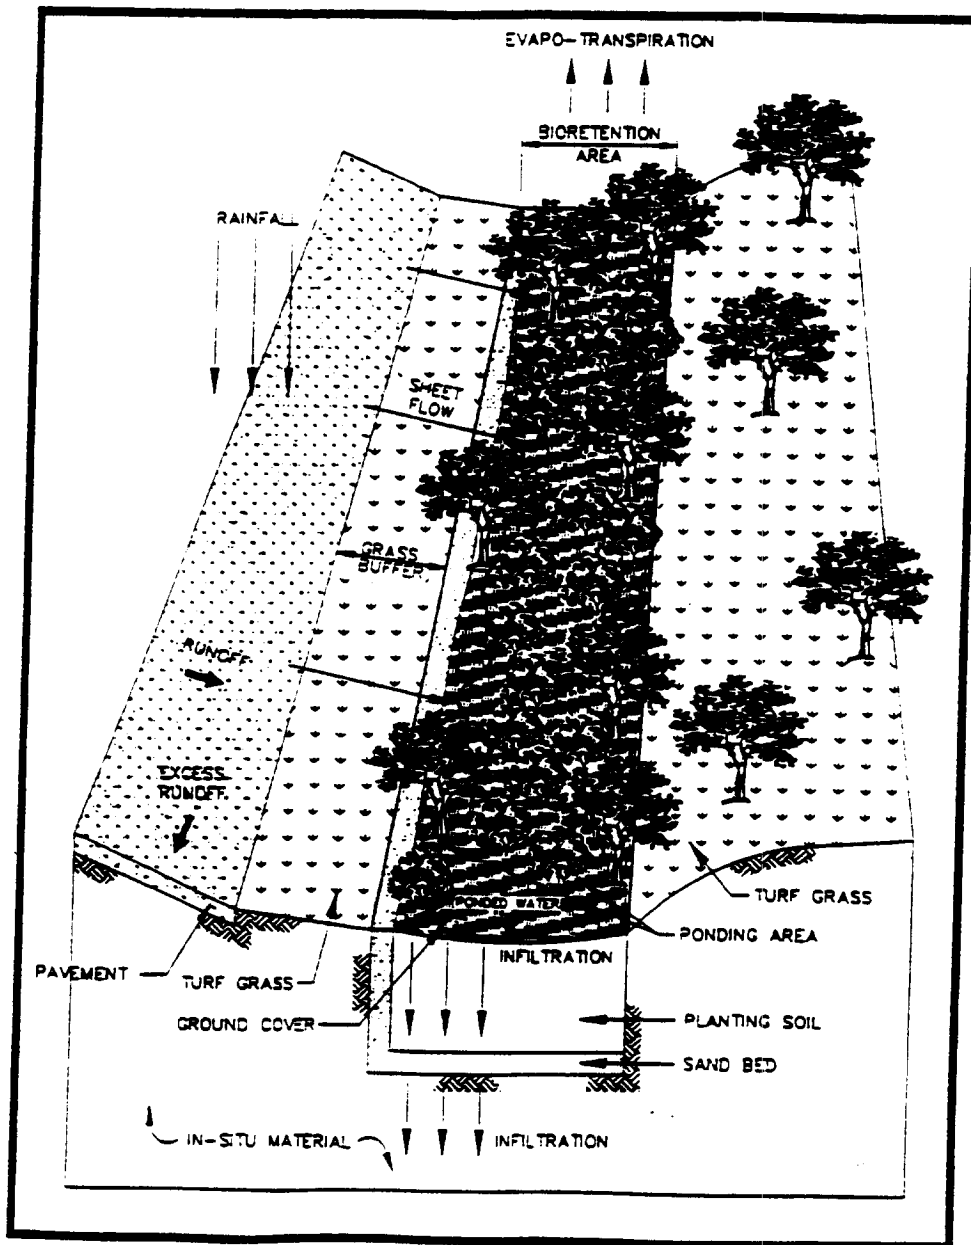 EVAPO-TRANSPIRATION
BIORETENTION
AREA
RAINFALL
SHEET
FLOW
GRASS
BUFFER
RUNOFF
EXCESS
RUNOFF
PONDED WATER
TURF GRASS
PONDING AREA
INFILTRATION
PAVEMENT
TURF GRASS
GROUND COVER
PLANTING SOIL
SAND BED
IN-SITU MATERIAL
INFILTRATION